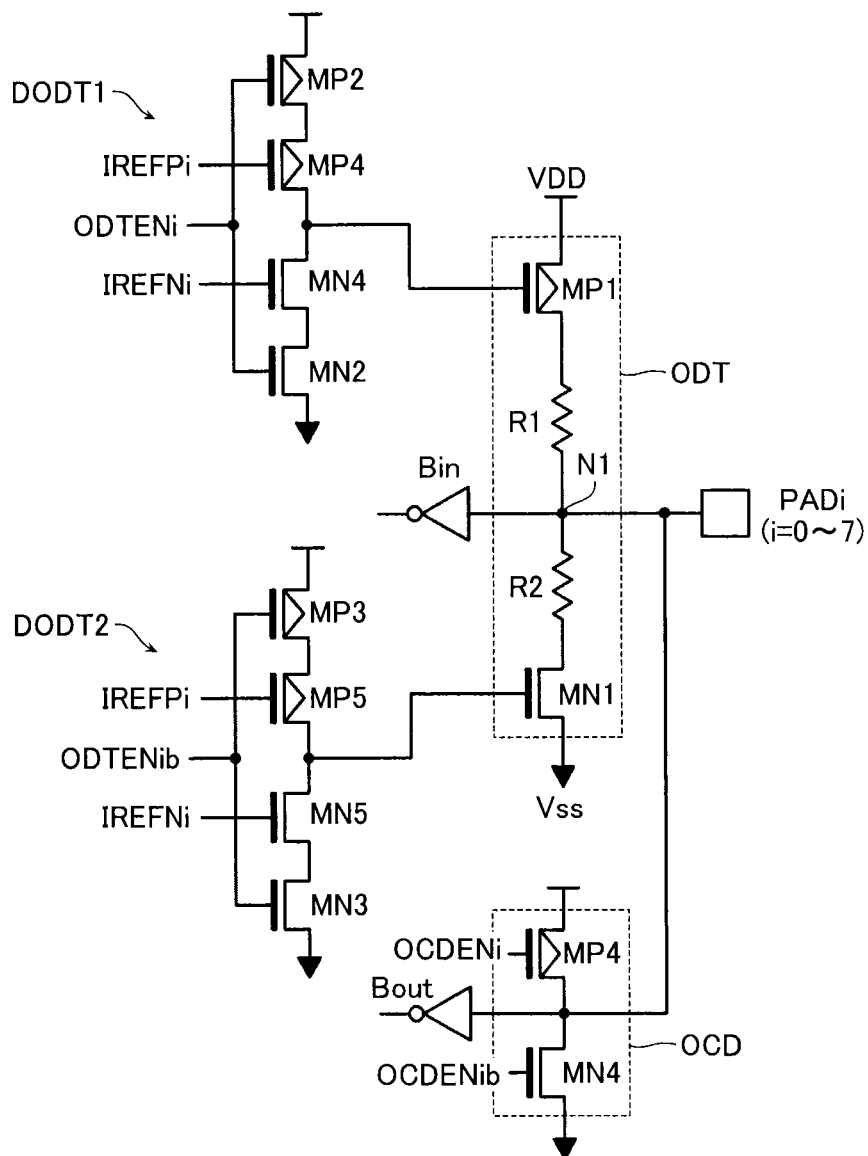 MP2
DODT1
IREFPi
MP4
ODTENi
IREFNi
MN4
MN2
VDD
MP1
ODT
R1
Bin
N1
PADi
(i=0~7)
R2
MP3
DODT2
IREFPi
MP5
MN1
ODTENib
IREFNi
MN5
Vss
MN3
OCDENi
MP4
Bout
OCD
OCDENib
MN4